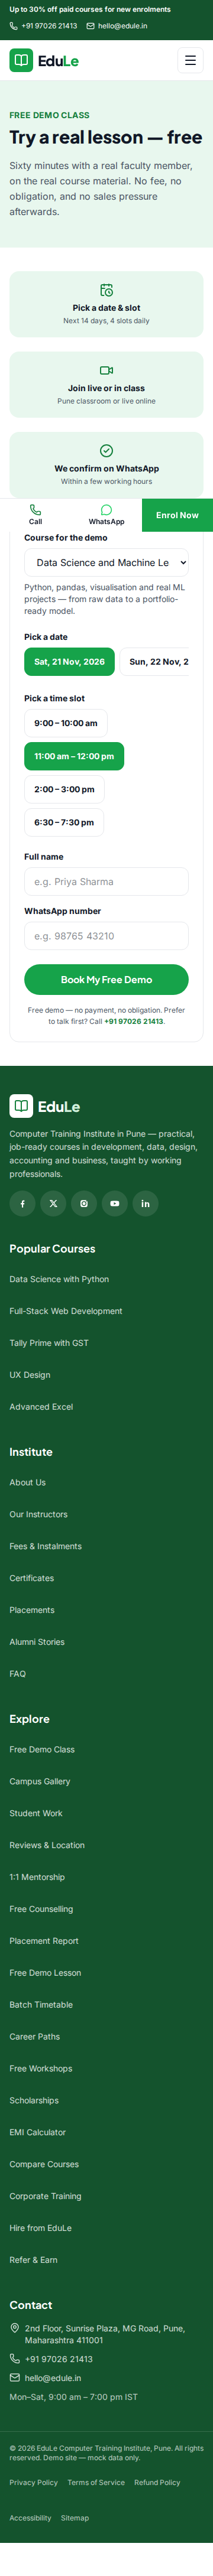 Up to 30% off paid courses for new enrolments
+91 97026 21413 hello@edule.in
EduLe
FREE DEMO CLASS
Try a real lesson — free
Sixty minutes with a real faculty member,
on the real course material. No fee, no
obligation, and no sales pressure
afterwards.
Pick a date & slot
Next 14 days, 4 slots daily
Join live or in class
Pune classroom or live online
We confirm on WhatsApp
Within a few working hours
Call WhatsApp Enrol Now
Course for the demo
Data Science and Machine Le
Python, pandas, visualisation and real ML
projects — from raw data to a portfolio-
ready model.
Pick a date
Sat, 21 Nov, 2026 Sun, 22 Nov, 2
Pick a time slot
9:00 – 10:00 am
11:00 am – 12:00 pm
2:00 – 3:00 pm
6:30 – 7:30 pm
Full name
e.g. Priya Sharma
WhatsApp number
e.g. 98765 43210
Book My Free Demo
Free demo — no payment, no obligation. Prefer
to talk first? Call +91 97026 21413.
EduLe
Computer Training Institute in Pune — practical,
job-ready courses in development, data, design,
accounting and business, taught by working
professionals.
Popular Courses
Data Science with Python
Full-Stack Web Development
Tally Prime with GST
UX Design
Advanced Excel
Institute
About Us
Our Instructors
Fees & Instalments
Certificates
Placements
Alumni Stories
FAQ
Explore
Free Demo Class
Campus Gallery
Student Work
Reviews & Location
1:1 Mentorship
Free Counselling
Placement Report
Free Demo Lesson
Batch Timetable
Career Paths
Free Workshops
Scholarships
EMI Calculator
Compare Courses
Corporate Training
Hire from EduLe
Refer & Earn
Contact
2nd Floor, Sunrise Plaza, MG Road, Pune,
Maharashtra 411001
+91 97026 21413
hello@edule.in
Mon–Sat, 9:00 am – 7:00 pm IST
© 2026 EduLe Computer Training Institute, Pune. All rights
reserved. Demo site — mock data only.
Privacy Policy Terms of Service Refund Policy
Accessibility Sitemap